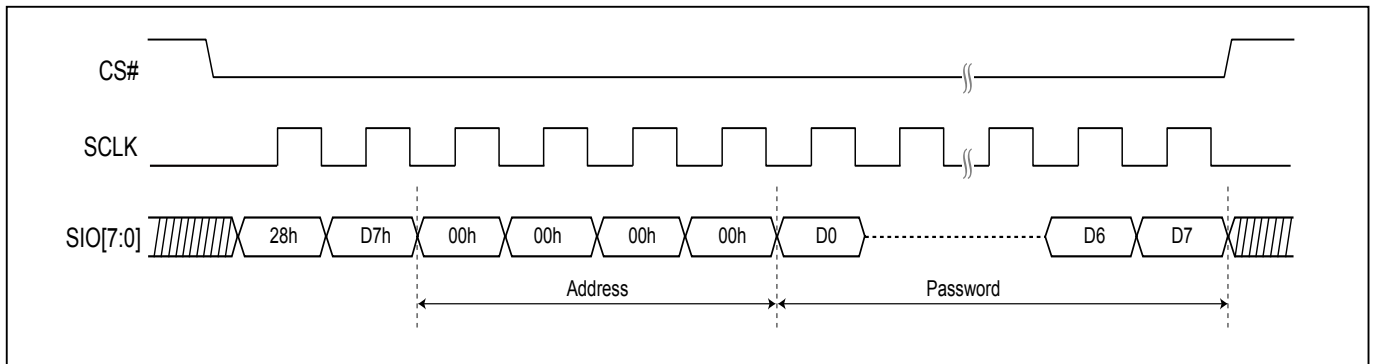 CS#
SCLK
SIO[7:0] 28h D7h 00h 00h 00h 00h D0 D6 D7
Address Password